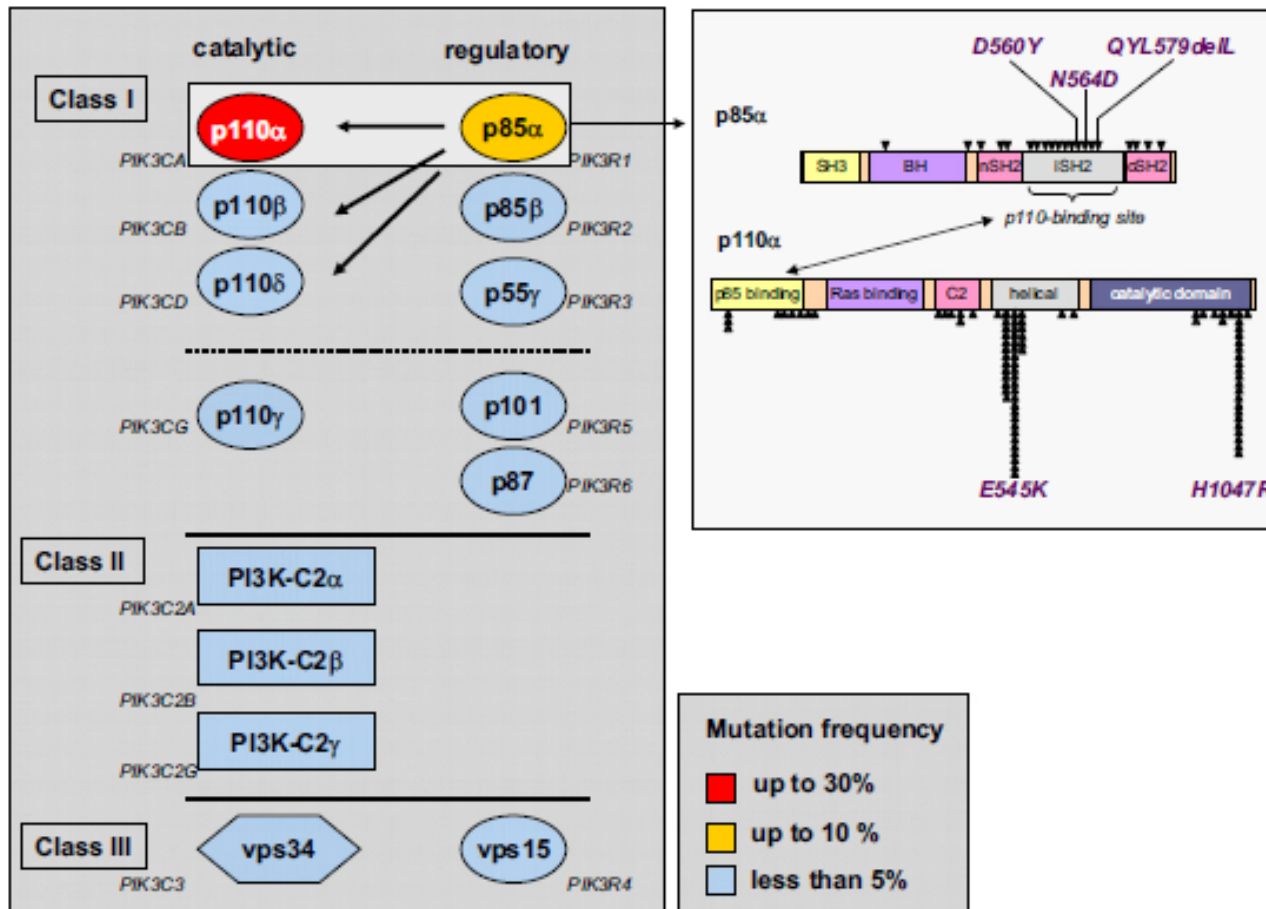 catalytic regulatory
Class I
p110α p85α
PIK3CA PIK3R1
p110β p85β
PIK3CB PIK3R2
p110δ p55γ
PIK3CD PIK3R3
p110γ p101
PIK3CG PIK3R5
p87
PIK3R6
Class II
PI3K-C2α
PIK3C2A
PI3K-C2β
PIK3C2B
PI3K-C2γ
PIK3C2G
Class III
vps34 vps15
PIK3C3 PIK3R4
D560Y QYL579delL
N564D
p85α
SH3 BH nSH2 iSH2 cSH2
p110-binding site
p110α
p85 binding Ras binding C2 helical catalytic domain
E545K H1047R
Mutation frequency
up to 30%
up to 10 %
less than 5%